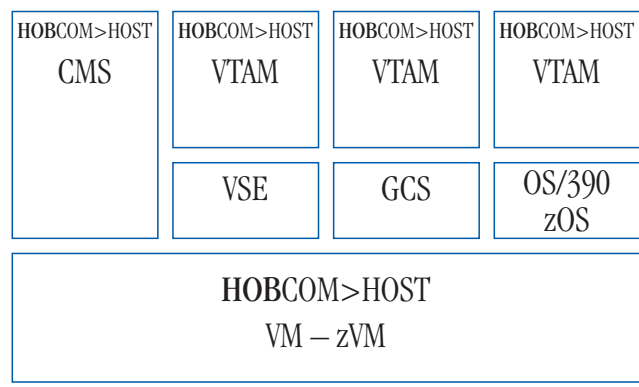 HOBCOM>HOST
CMS
HOBCOM>HOST
VTAM
HOBCOM>HOST
VTAM
HOBCOM>HOST
VTAM
VSE
GCS
OS/390
zOS
HOBCOM>HOST
VM – zVM